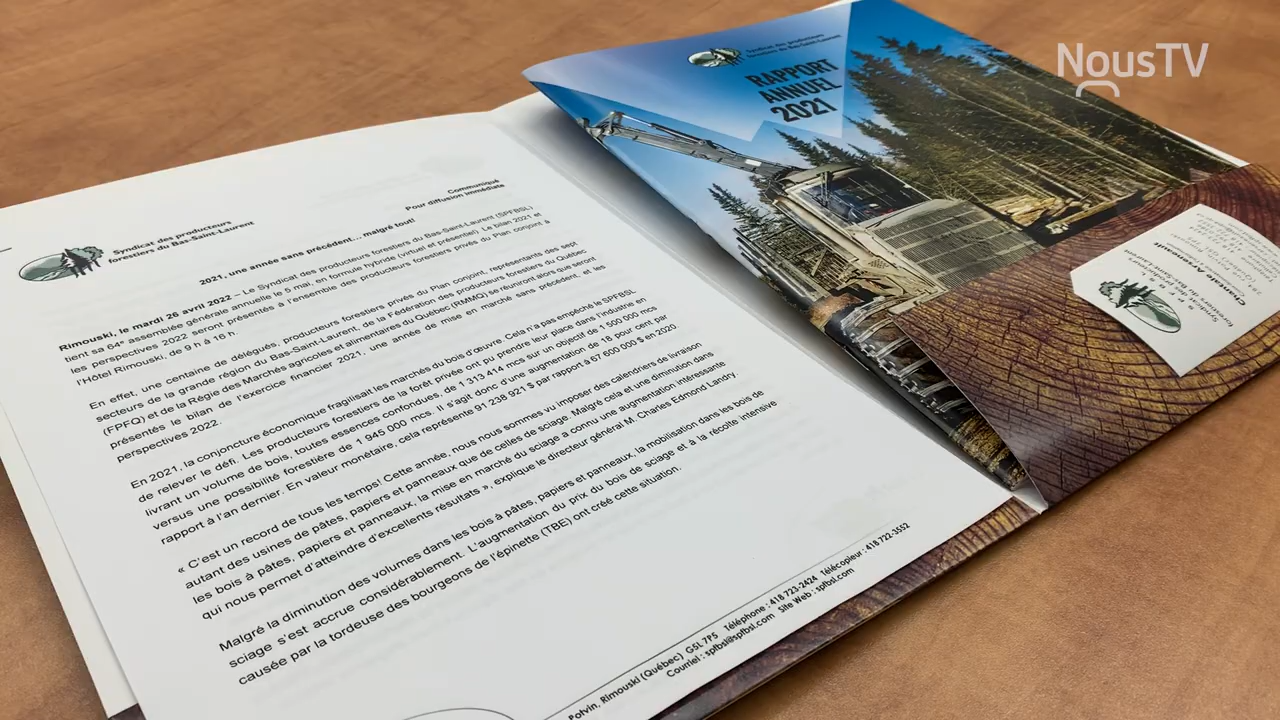 NousTV
Syndicat des producteurs
forestiers du Bas-Saint-Laurent
RAPPORT
ANNUEL
2021
Communiqué
Pour diffusion immédiate
Syndicat des producteurs
forestiers du Bas-Saint-Laurent
2021, une année sans précédent… malgré tout!
Rimouski, le mardi 26 avril 2022 – Le Syndicat des producteurs forestiers du Bas-Saint-Laurent (SPFBSL)
tient sa 64e assemblée générale annuelle le 5 mai, en formule hybride (virtuel et présentiel). Le bilan 2021 et
les perspectives 2022 seront présentés à l'ensemble des producteurs forestiers privés du Plan conjoint à
l'Hôtel Rimouski, de 9 h à 16 h.
En effet, une centaine de délégués, producteurs forestiers privés du Plan conjoint, représentants des sept
secteurs de la grande région du Bas-Saint-Laurent, de la Fédération des producteurs forestiers du Québec
(FPFQ) et de la Régie des Marchés agricoles et alimentaires du Québec (RMMQ) se réuniront alors que seront
présentés le bilan de l'exercice financier 2021, une année de mise en marché sans précédent, et les
perspectives 2022.
En 2021, la conjoncture économique fragilisait les marchés du bois d'œuvre. Cela n'a pas empêché le SPFBSL
de relever le défi. Les producteurs forestiers de la forêt privée ont pu prendre leur place dans l'industrie en
livrant un volume de bois, toutes essences confondues, de 1 313 414 mcs sur un objectif de 1 500 000 mcs
versus une possibilité forestière de 1 945 000 mcs. Il s'agit donc d'une augmentation de 18 pour cent par
rapport à l'an dernier. En valeur monétaire, cela représente 91 238 921 $ par rapport à 67 600 000 $ en 2020
« C'est un record de tous les temps! Cette année, nous nous sommes vu imposer des calendriers de livraison
autant des usines de pâtes, papiers et panneaux que de celles de sciage. Malgré cela et une diminution dans
les bois à pâtes, papiers et panneaux, la mise en marché du sciage a connu une augmentation intéressante
qui nous permet d'atteindre d'excellents résultats », explique le directeur général M. Charles Edmond Landry
Malgré la diminution des volumes dans les bois à pâtes, papiers et panneaux, la mobilisation dans les bois de
sciage s'est accrue considérablement. L'augmentation du prix du bois de sciage et à la récolte intensive
causée par la tordeuse des bourgeons de l'épinette (TBE) ont créé cette situation.
Potvin, Rimouski (Québec) G5L 7P5 Téléphone : 418 723-2424 Télécopieur : 418 722-3552
Courriel : spfbsl@spfbsl.com Site Web : spfbsl.com